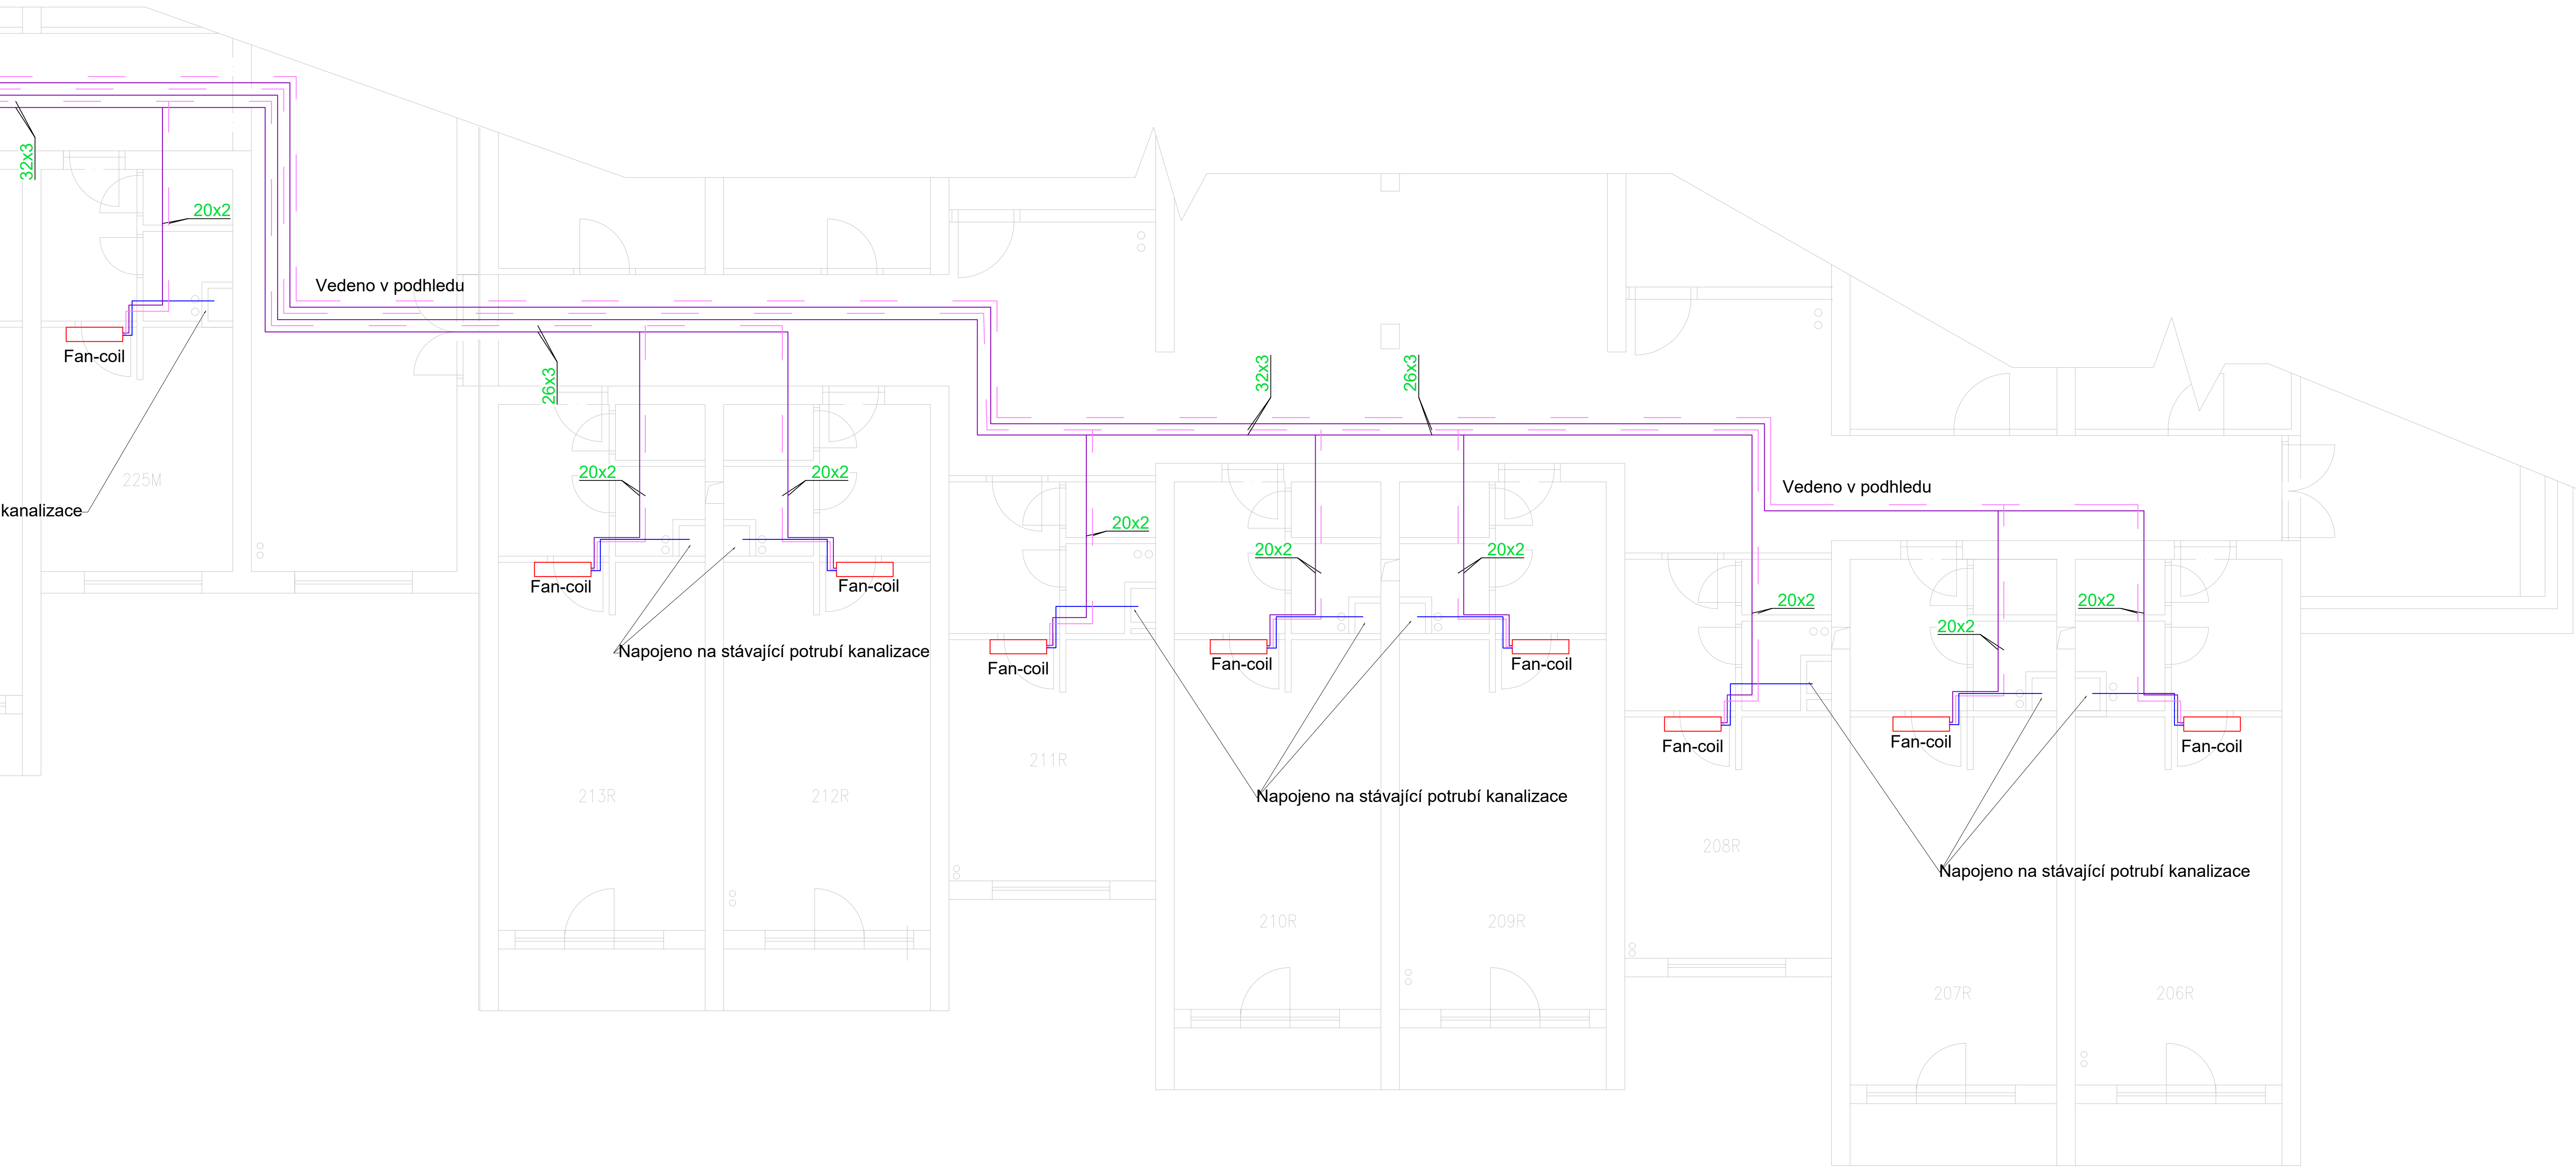 32x3
20x2
Vedeno v podhledu
Fan-coil
26x3
32x3
26x3
225M
kanalizace
20x2
20x2
Vedeno v podhledu
20x2
20x2
20x2
Fan-coil
Fan-coil
20x2
20x2
20x2
Napojeno na stávající potrubí kanalizace
Fan-coil
Fan-coil
Fan-coil
Fan-coil
Fan-coil
Fan-coil
211R
213R
212R
Napojeno na stávající potrubí kanalizace
208R
Napojeno na stávající potrubí kanalizace
210R
209R
207R
206R